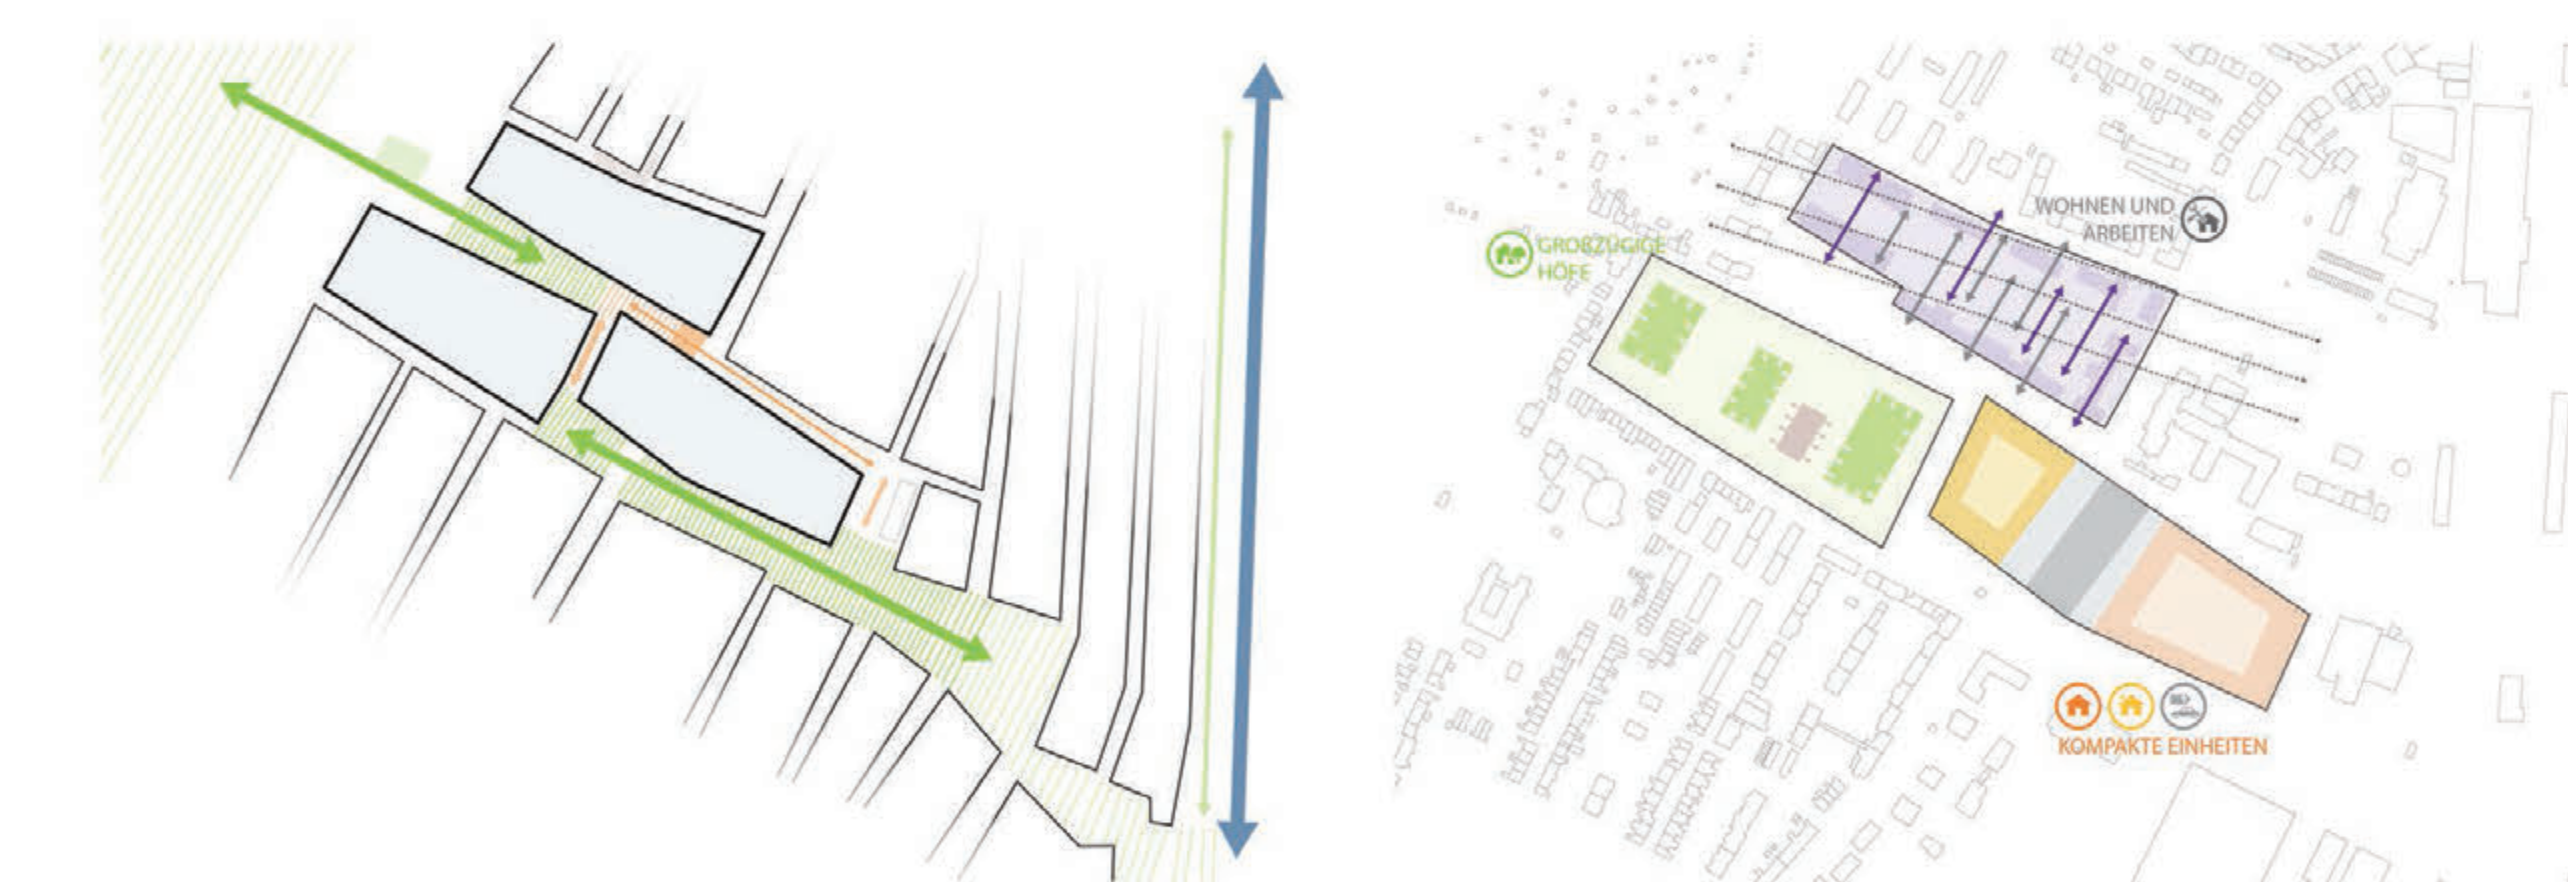 WOHNEN UND
ARBEITEN
GROßZÜGIGE
HÖFE
KOMPAKTE EINHEITEN